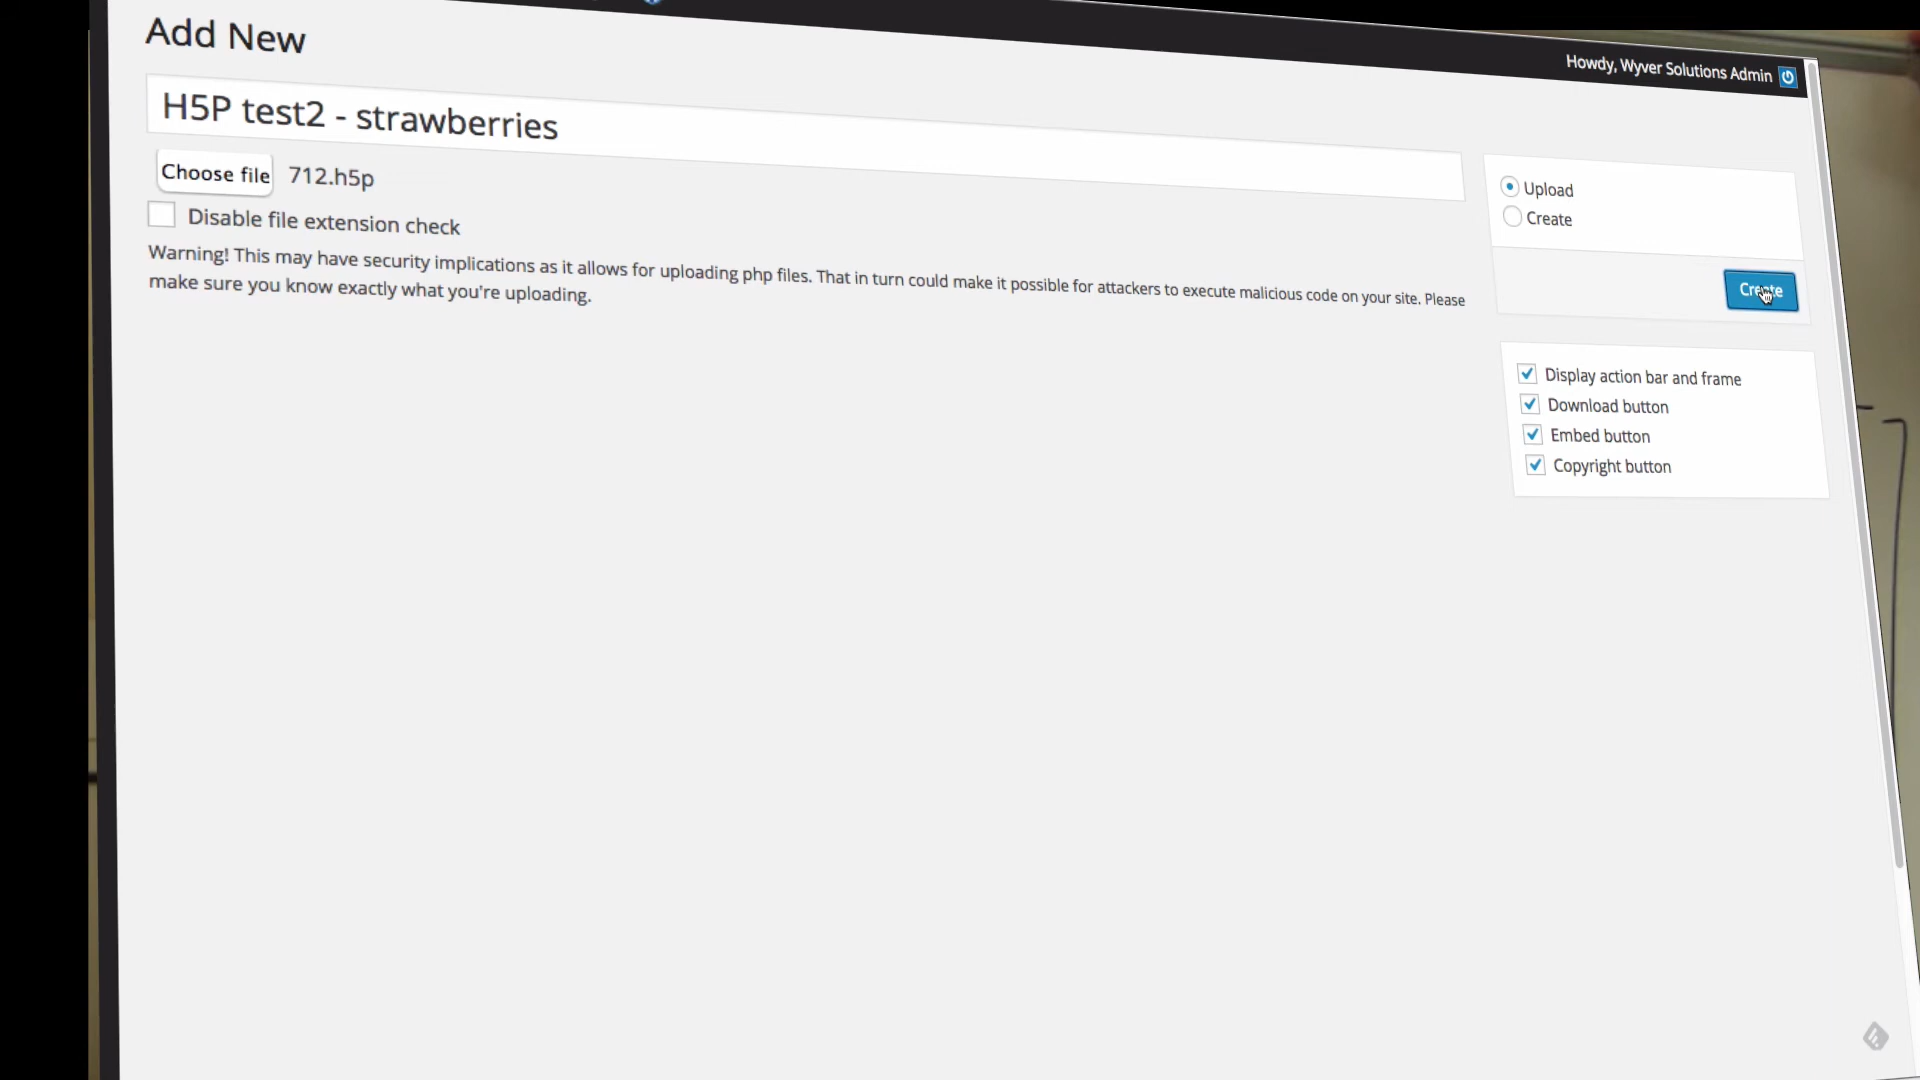 Add New
Howdy, Wyver Solutions Admin
H5P test2 - strawberries
Choose file 712.h5p
Disable file extension check
Warning! This may have security implications as it allows for uploading php files. That in turn could make it possible for attackers to execute malicious code on your site. Please
make sure you know exactly what you're uploading.
Upload
Create
Create
Display action bar and frame
Download button
Embed button
Copyright button